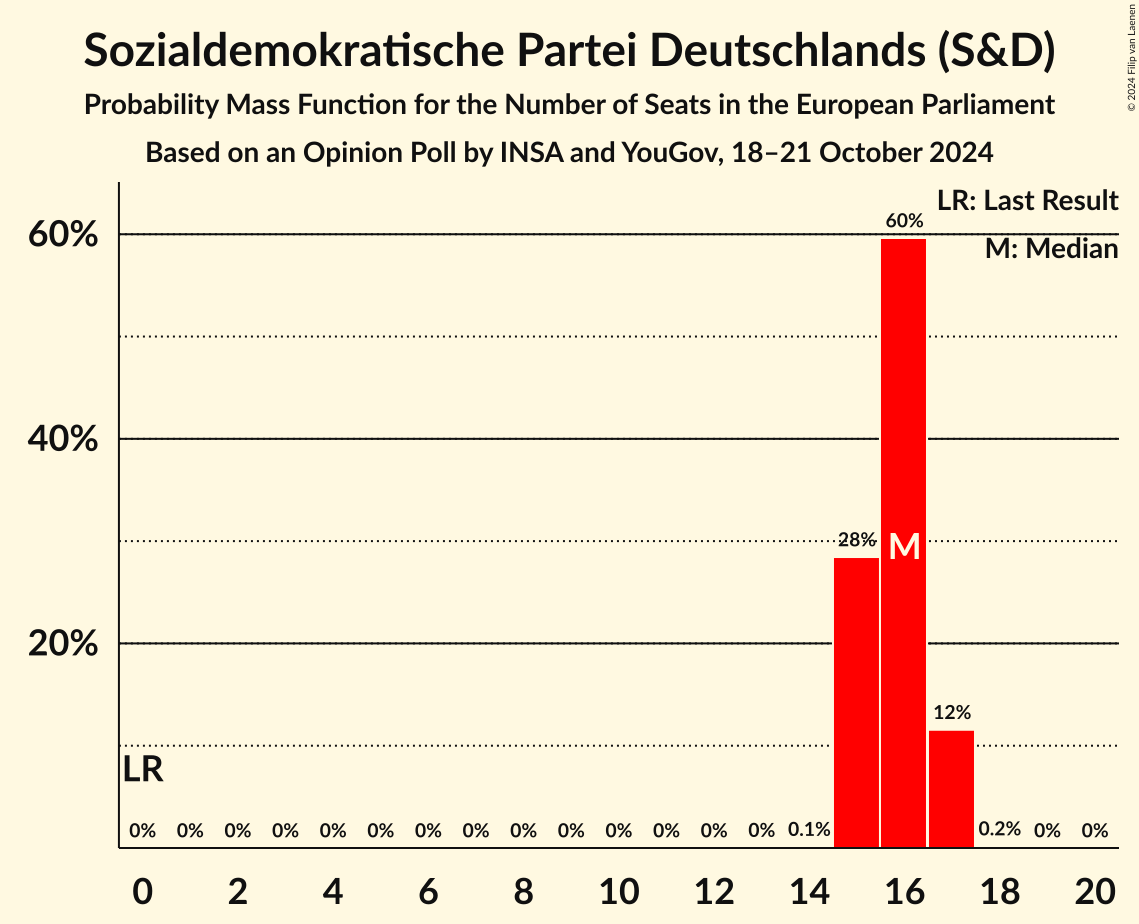 Sozialdemokratische Partei Deutschlands (S&D)
Probability Mass Function for the Number of Seats in the European Parliament
Based on an Opinion Poll by INSA and YouGov, 18–21 October 2024
© 2024 Filip van Laenen
LR: Last Result
M: Median
60%
40%
20%
60%
28%
M
12%
LR
0% 0% 0% 0% 0% 0% 0% 0% 0% 0% 0% 0% 0% 0% 0.1% 0.2% 0% 0%
0 2 4 6 8 10 12 14 16 18 20